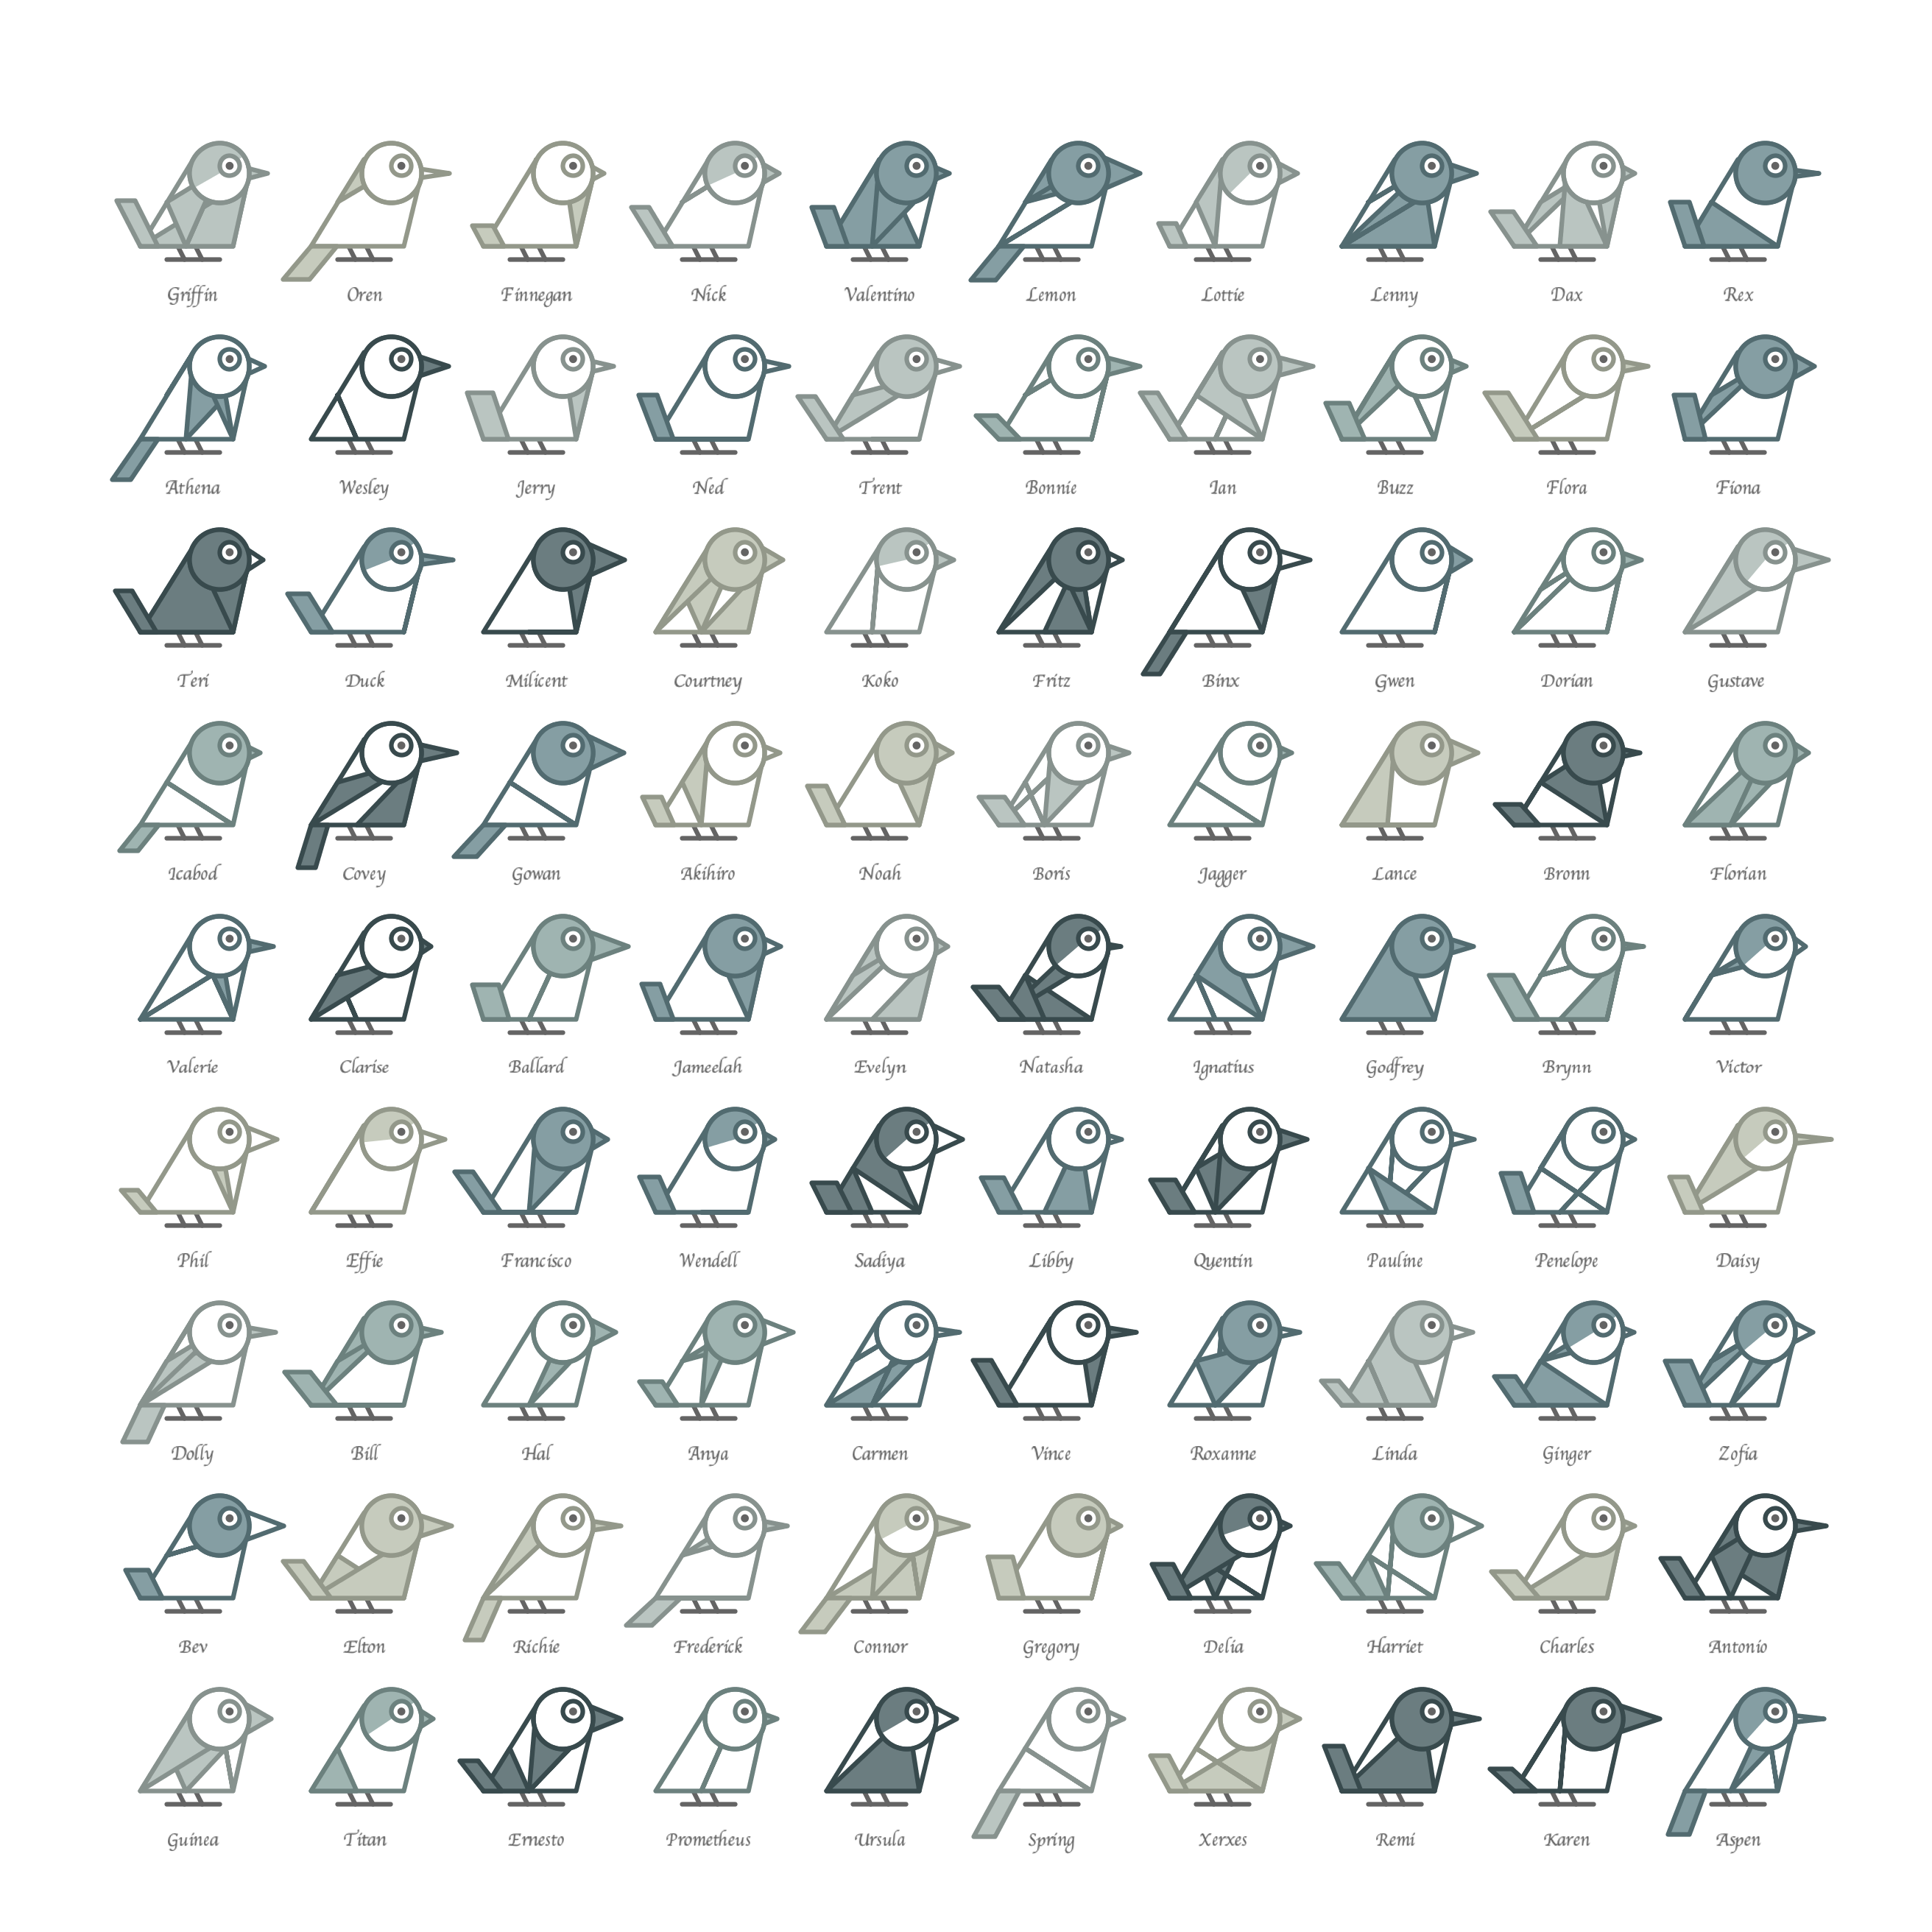 Griffin Oren Finnegan Nick Valentino Lemon Lottie Lenny Dax Rex
Athena Wesley Jerry Ned Trent Bonnie Ian Buzz Flora Fiona
Teri Duck Milicent Courtney Koko Fritz Binx Gwen Dorian Gustave
Icabod Covey Gowan Akihiro Noah Boris Jagger Lance Bronn Florian
Valerie Clarise Ballard Jameelah Evelyn Natasha Ignatius Godfrey Brynn Victor
Phil Effie Francisco Wendell Sadiya Libby Quentin Pauline Penelope Daisy
Dolly Bill Hal Anya Carmen Vince Roxanne Linda Ginger Zofia
Bev Elton Richie Frederick Connor Gregory Delia Harriet Charles Antonio
Guinea Titan Ernesto Prometheus Ursula Spring Xerxes Remi Karen Aspen